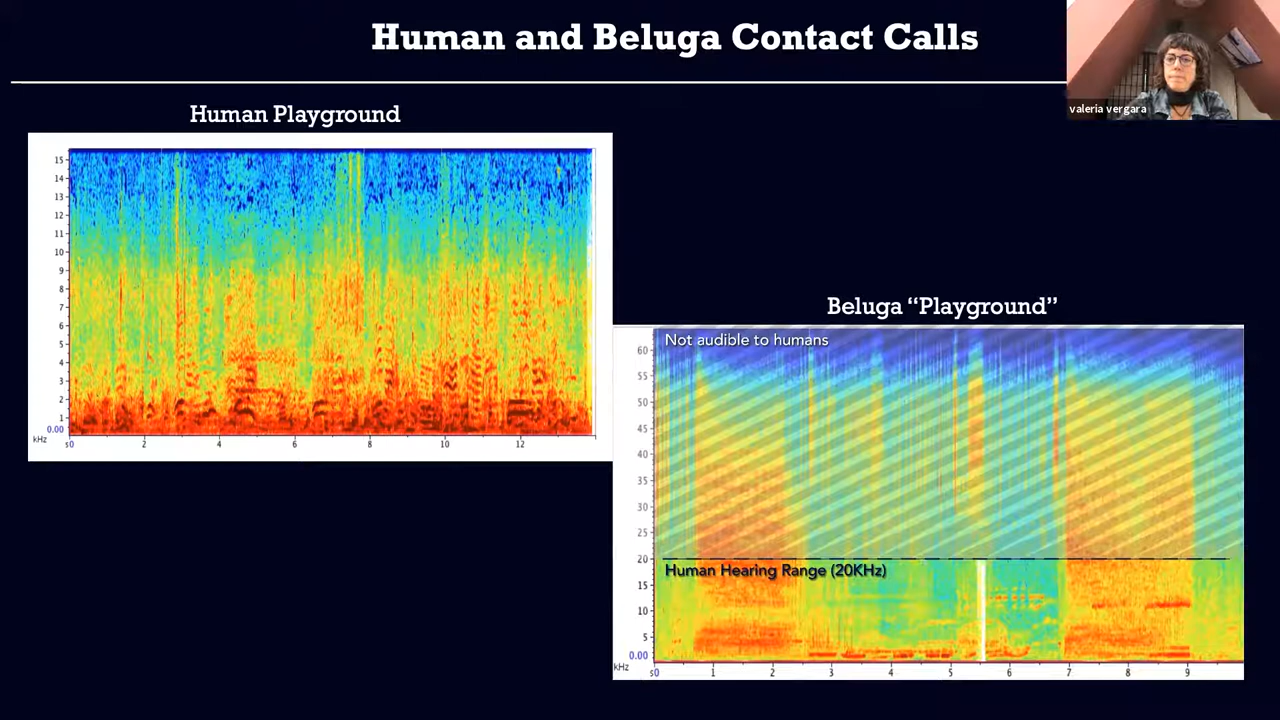 Human and Beluga Contact Calls
valeria vergara
Human Playground
15
14
13
12
11
10
9
8
7
6
5
4
3
2
1
0.00
kHz
s0 2 4 6 8 10 12
Beluga “Playground”
Not audible to humans
60
55
50
45
40
35
30
25
20
Human Hearing Range (20KHz)
15
10
5
0.00
kHz
s0 1 2 3 4 5 6 7 8 9